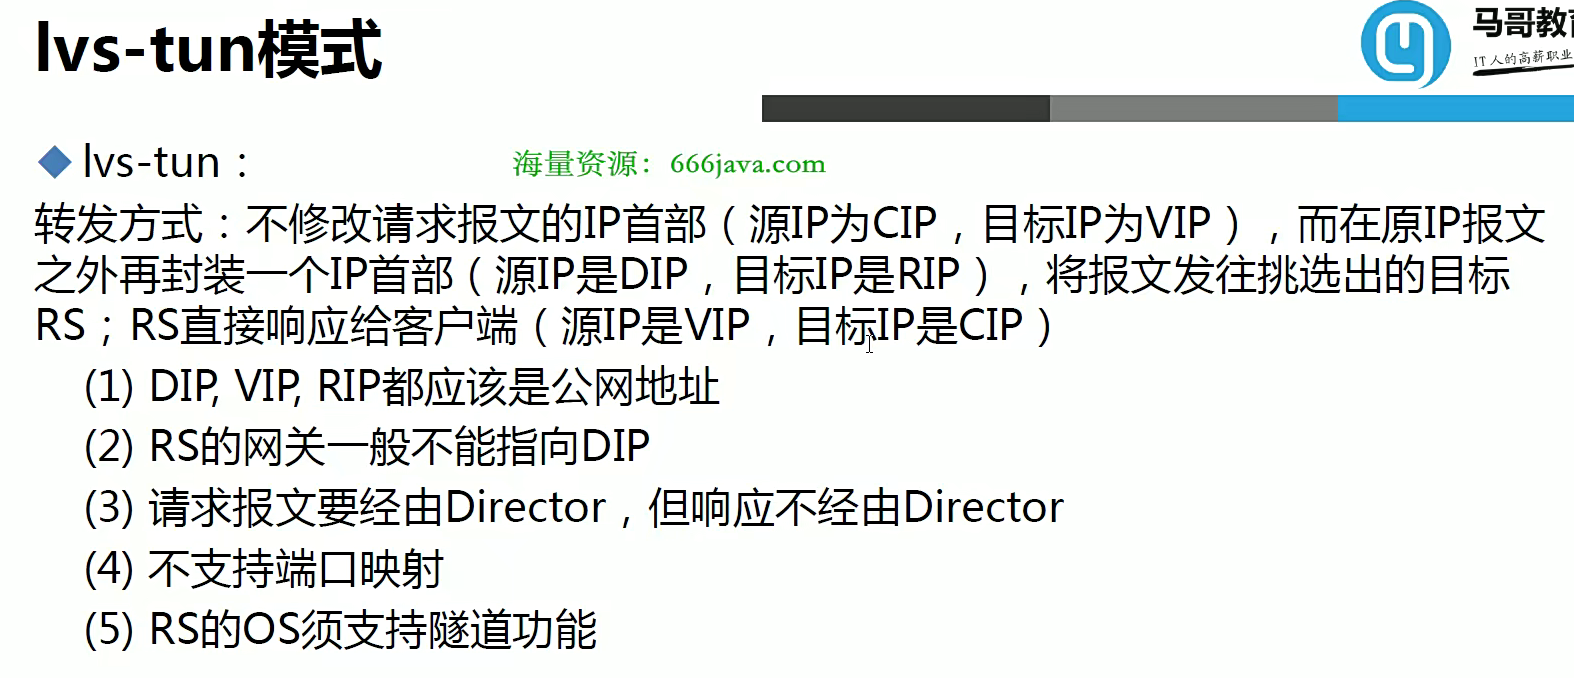 lvs-tun模式
马哥教育
IT人的高薪职业
lvs-tun：
海量资源：666java.com
转发方式：不修改请求报文的IP首部（源IP为CIP，目标IP为VIP），而在原IP报文
之外再封装一个IP首部（源IP是DIP，目标IP是RIP），将报文发往挑选出的目标
RS；RS直接响应给客户端（源IP是VIP，目标IP是CIP）
(1) DIP, VIP, RIP都应该是公网地址
(2) RS的网关一般不能指向DIP
(3) 请求报文要经由Director，但响应不经由Director
(4) 不支持端口映射
(5) RS的OS须支持隧道功能